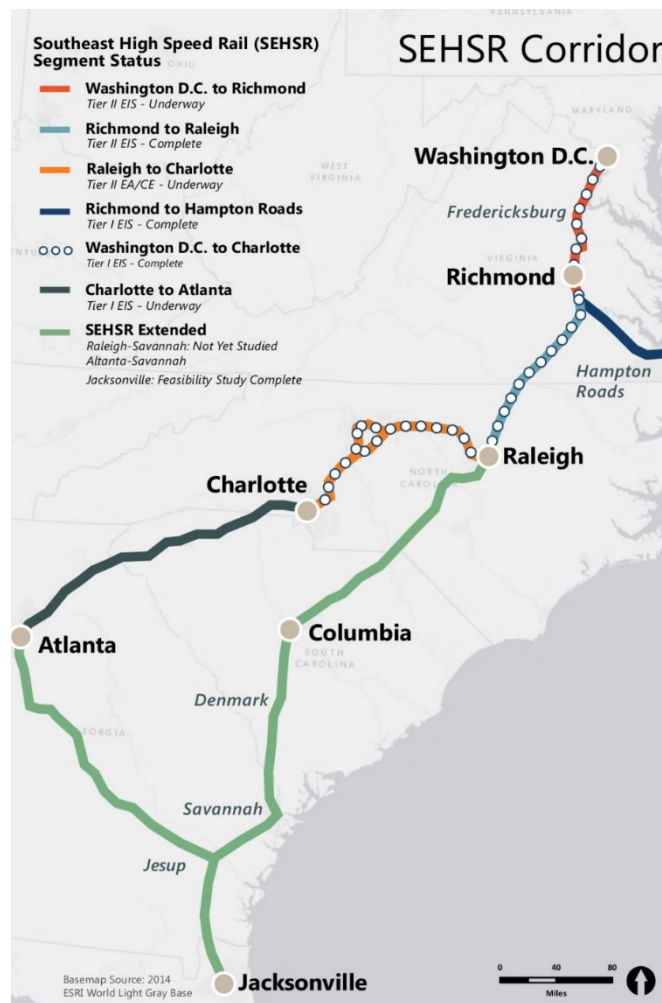 SEHSR Corridor
Southeast High Speed Rail (SEHSR)
Segment Status
Washington D.C. to Richmond
Tier II EIS - Underway
Richmond to Raleigh
Tier II EIS - Complete
Raleigh to Charlotte
Tier II EA/CE - Underway
Richmond to Hampton Roads
Tier I EIS - Complete
Washington D.C. to Charlotte
Tier I EIS - Complete
Charlotte to Atlanta
Tier I EIS - Underway
SEHSR Extended
Raleigh-Savannah: Not Yet Studied
Altanta-Savannah
Jacksonville: Feasibility Study Complete
PENNSYLVANIA
OHIO
MARYLAND
WEST
VIRGINIA
Washington D.C.
Fredericksburg
VIRGINIA
Richmond
Hampton
Roads
Raleigh
NORTH
CAROLINA
Charlotte
Atlanta
Columbia
SOUTH
CAROLINA
Denmark
GEORGIA
Savannah
Jesup
Jacksonville
Basemap Source: 2014
ESRI World Light Gray Base
0 40 80
Miles